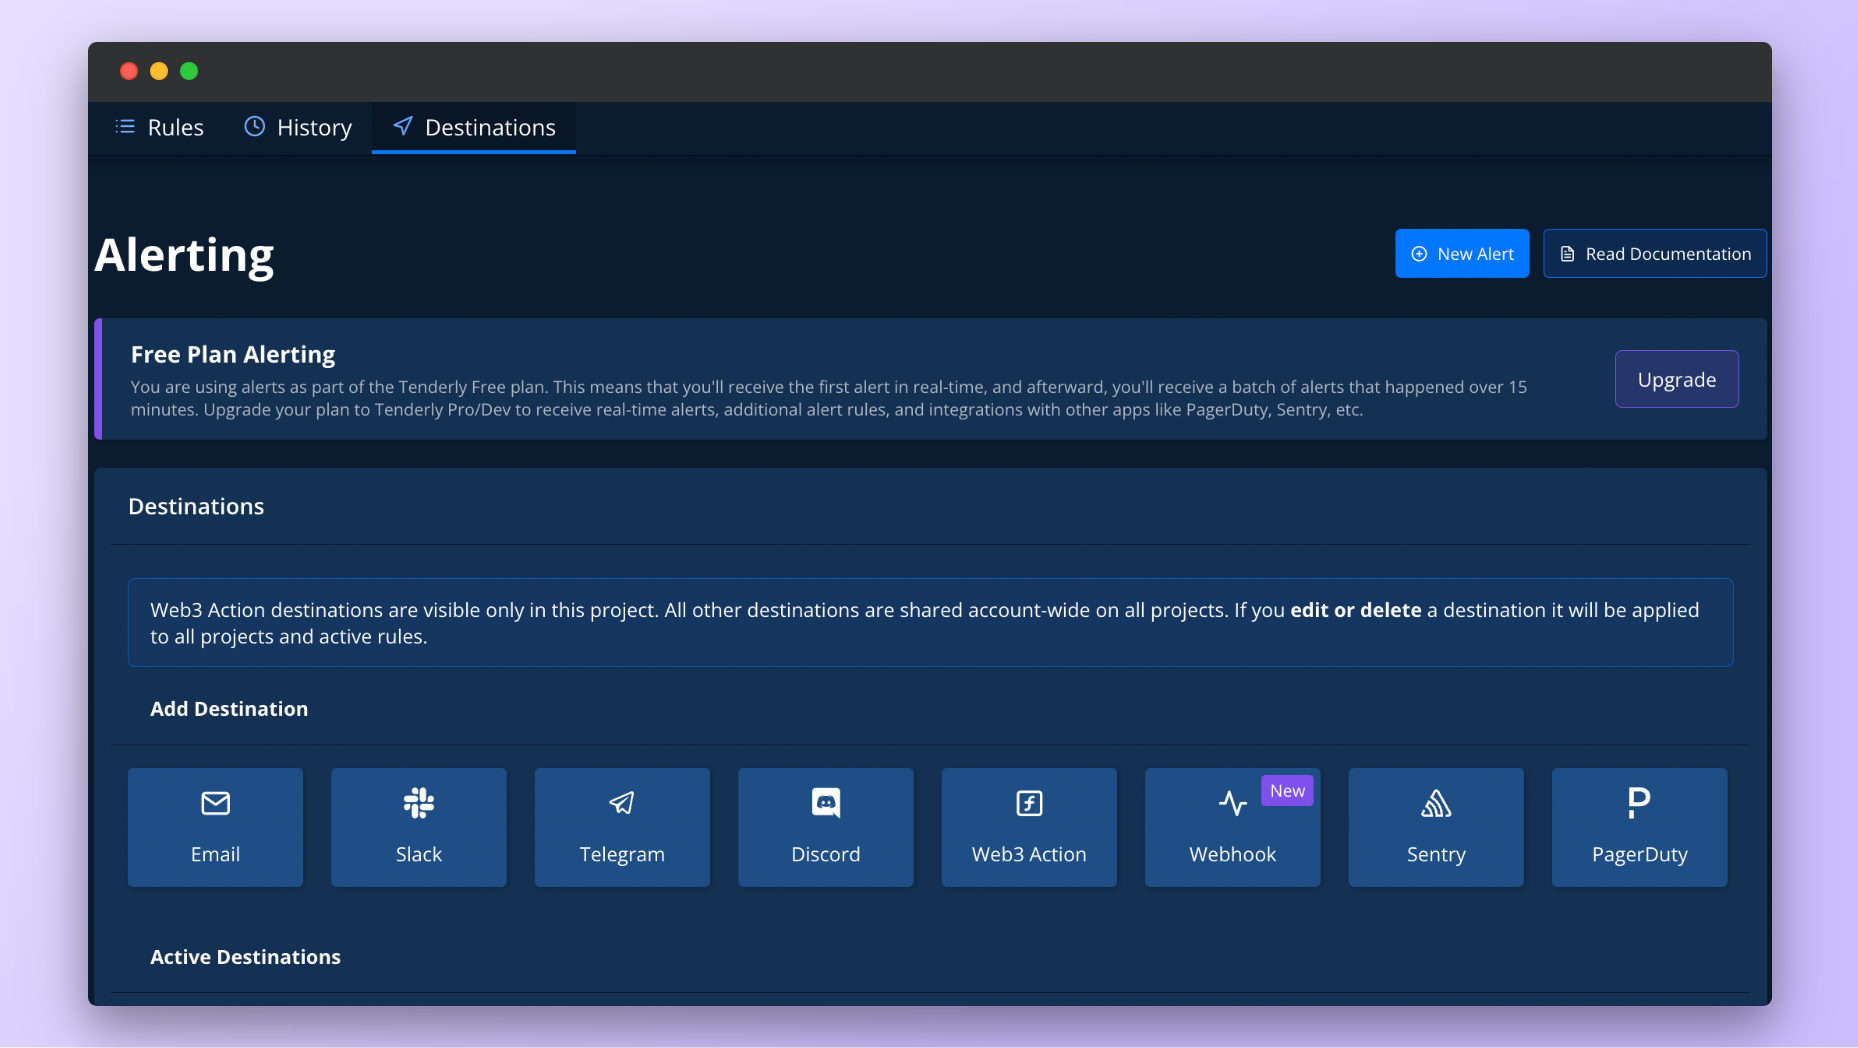 Rules History Destinations
Alerting
New Alert Read Documentation
Free Plan Alerting
You are using alerts as part of the Tenderly Free plan. This means that you'll receive the first alert in real-time, and afterward, you'll receive a batch of alerts that happened over 15
minutes. Upgrade your plan to Tenderly Pro/Dev to receive real-time alerts, additional alert rules, and integrations with other apps like PagerDuty, Sentry, etc.
Upgrade
Destinations
Web3 Action destinations are visible only in this project. All other destinations are shared account-wide on all projects. If you edit or delete a destination it will be applied
to all projects and active rules.
Add Destination
New
Email Slack Telegram Discord Web3 Action Webhook Sentry PagerDuty
Active Destinations